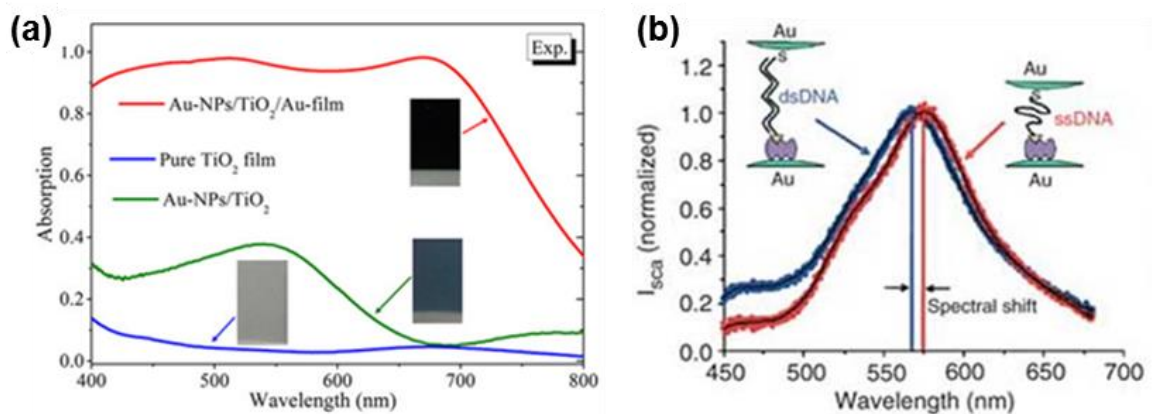 (a)
Exp.
Au-NPs/TiO₂/Au-film
Pure TiO₂ film
Au-NPs/TiO₂
Absorption
1.0
0.8
0.6
0.4
0.2
0.0
400
500
600
700
800
Wavelength (nm)
(b)
Au
S
dsDNA
Au
Au
S
ssDNA
Au
Spectral shift
I_sca (normalized)
1.2
1.0
0.8
0.6
0.4
0.2
0.0
450
500
550
600
650
700
Wavelength (nm)